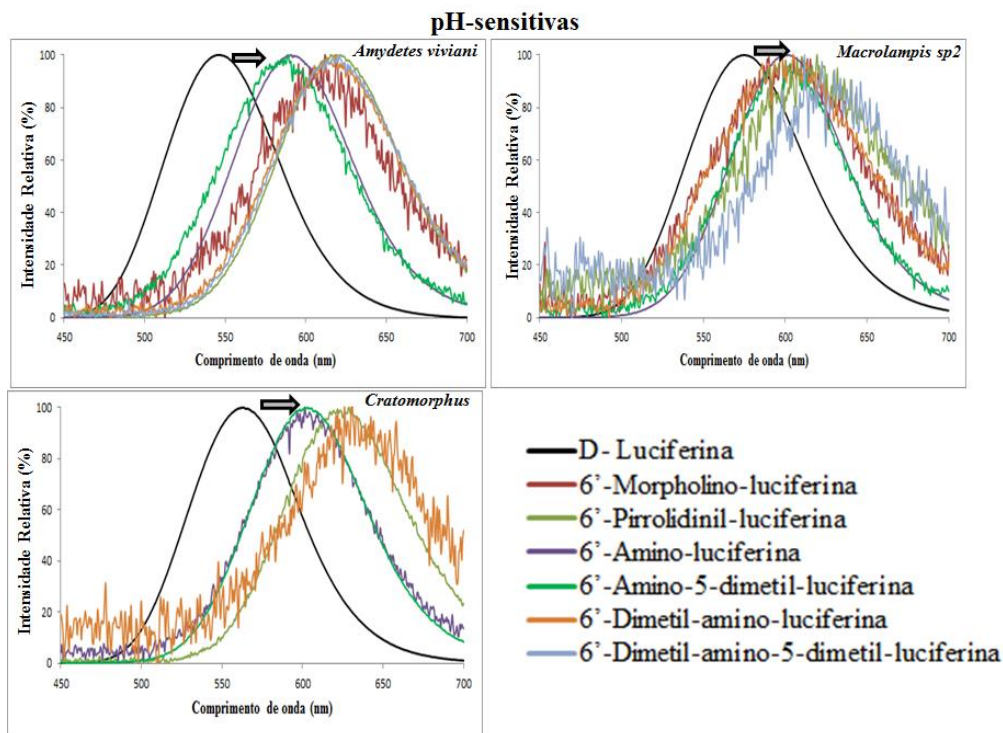 pH-sensitivas
Amydetes viviani
Intensidade Relativa (%)
100
80
60
40
20
0
450 500 550 600 650 700
Comprimento de onda (nm)
Macrolampis sp2
Intensidade Relativa (%)
100
80
60
40
20
0
450 500 550 600 650 700
Comprimento de onda (nm)
Cratomorphus
Intensidade Relativa (%)
100
80
60
40
20
0
450 500 550 600 650 700
Comprimento de onda (nm)
D- Luciferina
6’-Morpholino-luciferina
6’-Pirrolidinil-luciferina
6’-Amino-luciferina
6’-Amino-5-dimetil-luciferina
6’-Dimetil-amino-luciferina
6’-Dimetil-amino-5-dimetil-luciferina